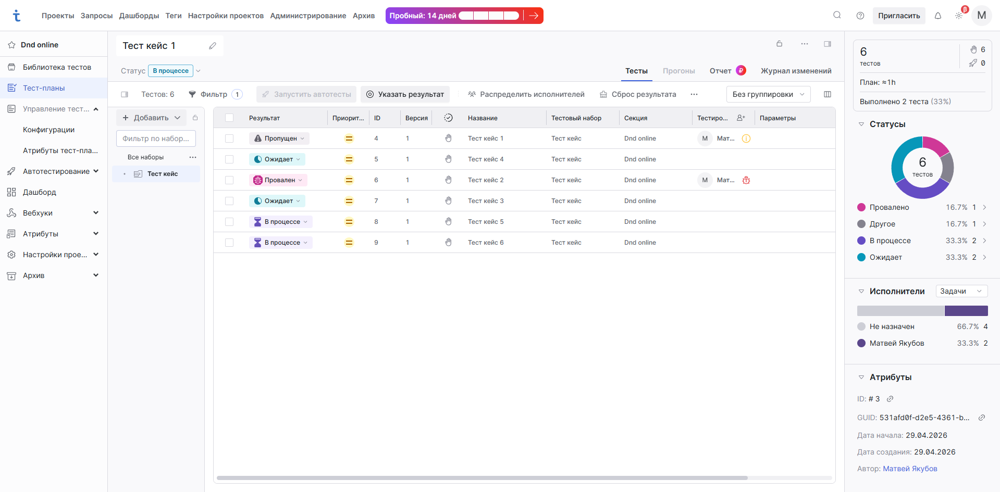 Проекты Запросы Дашборды Теги Настройки проектов Администрирование Архив Пробный: 14 дней Пригласить β M
Dnd online
Библиотека тестов
Тест-планы
Управление тест...
Конфигурации
Атрибуты тест-пла...
Автотестирование
Дашборд
Вебхуки
Атрибуты
Настройки прое...
Архив
Тест кейс 1
Статус В процессе
Тесты Прогоны Отчет ₽ Журнал изменений
Тестов: 6 Фильтр 1 Запустить автотесты Указать результат Распределить исполнителей Сброс результата ... Без группировки
+ Добавить
Фильтр по набор...
Все наборы ...
Тест кейс
Результат Приорит... ID Версия Название Тестовый набор Секция Тестиро... Параметры
Пропущен 4 1 Тест кейс 1 Тест кейс Dnd online M Мат...
Ожидает 5 1 Тест кейс 4 Тест кейс Dnd online
Провален 6 1 Тест кейс 2 Тест кейс Dnd online M Мат...
Ожидает 7 1 Тест кейс 3 Тест кейс Dnd online
В процессе 8 1 Тест кейс 5 Тест кейс Dnd online
В процессе 9 1 Тест кейс 6 Тест кейс Dnd online
6 6
тестов 0
План: ≈1h
Выполнено 2 теста (33%)
Статусы
6
тестов
Провалено 16.7% 1
Другое 16.7% 1
В процессе 33.3% 2
Ожидает 33.3% 2
Исполнители Задачи
Не назначен 66.7% 4
Матвей Якубов 33.3% 2
Атрибуты
ID: # 3
GUID: 531afd0f-d2e5-4361-b...
Дата начала: 29.04.2026
Дата создания: 29.04.2026
Автор: Матвей Якубов